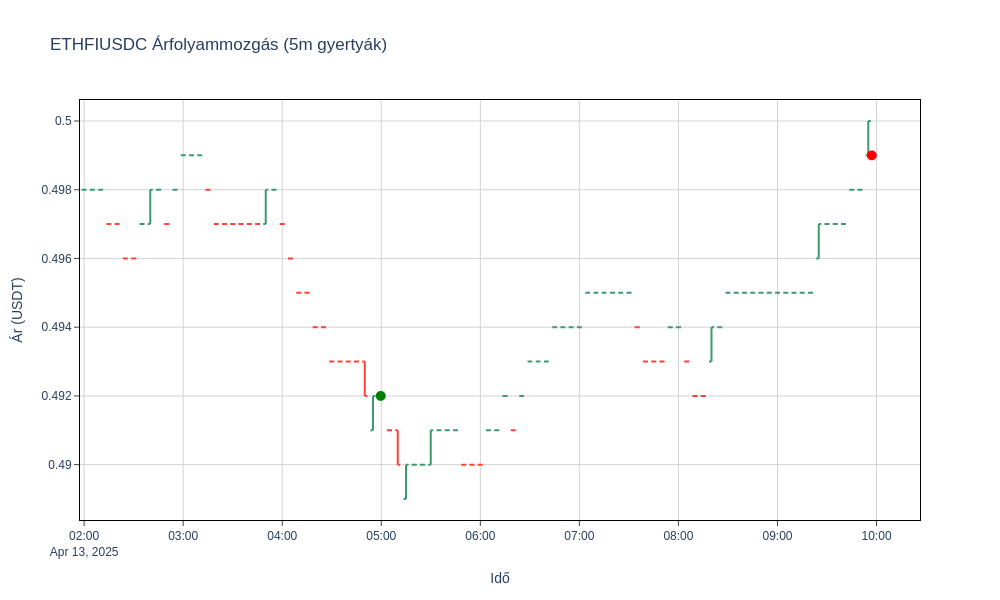 ETHFIUSDC Árfolyammozgás (5m gyertyák)
0.5
0.498
0.496
0.494
0.492
0.49
Ár (USDT)
02:00 03:00 04:00 05:00 06:00 07:00 08:00 09:00 10:00
Apr 13, 2025
Idő